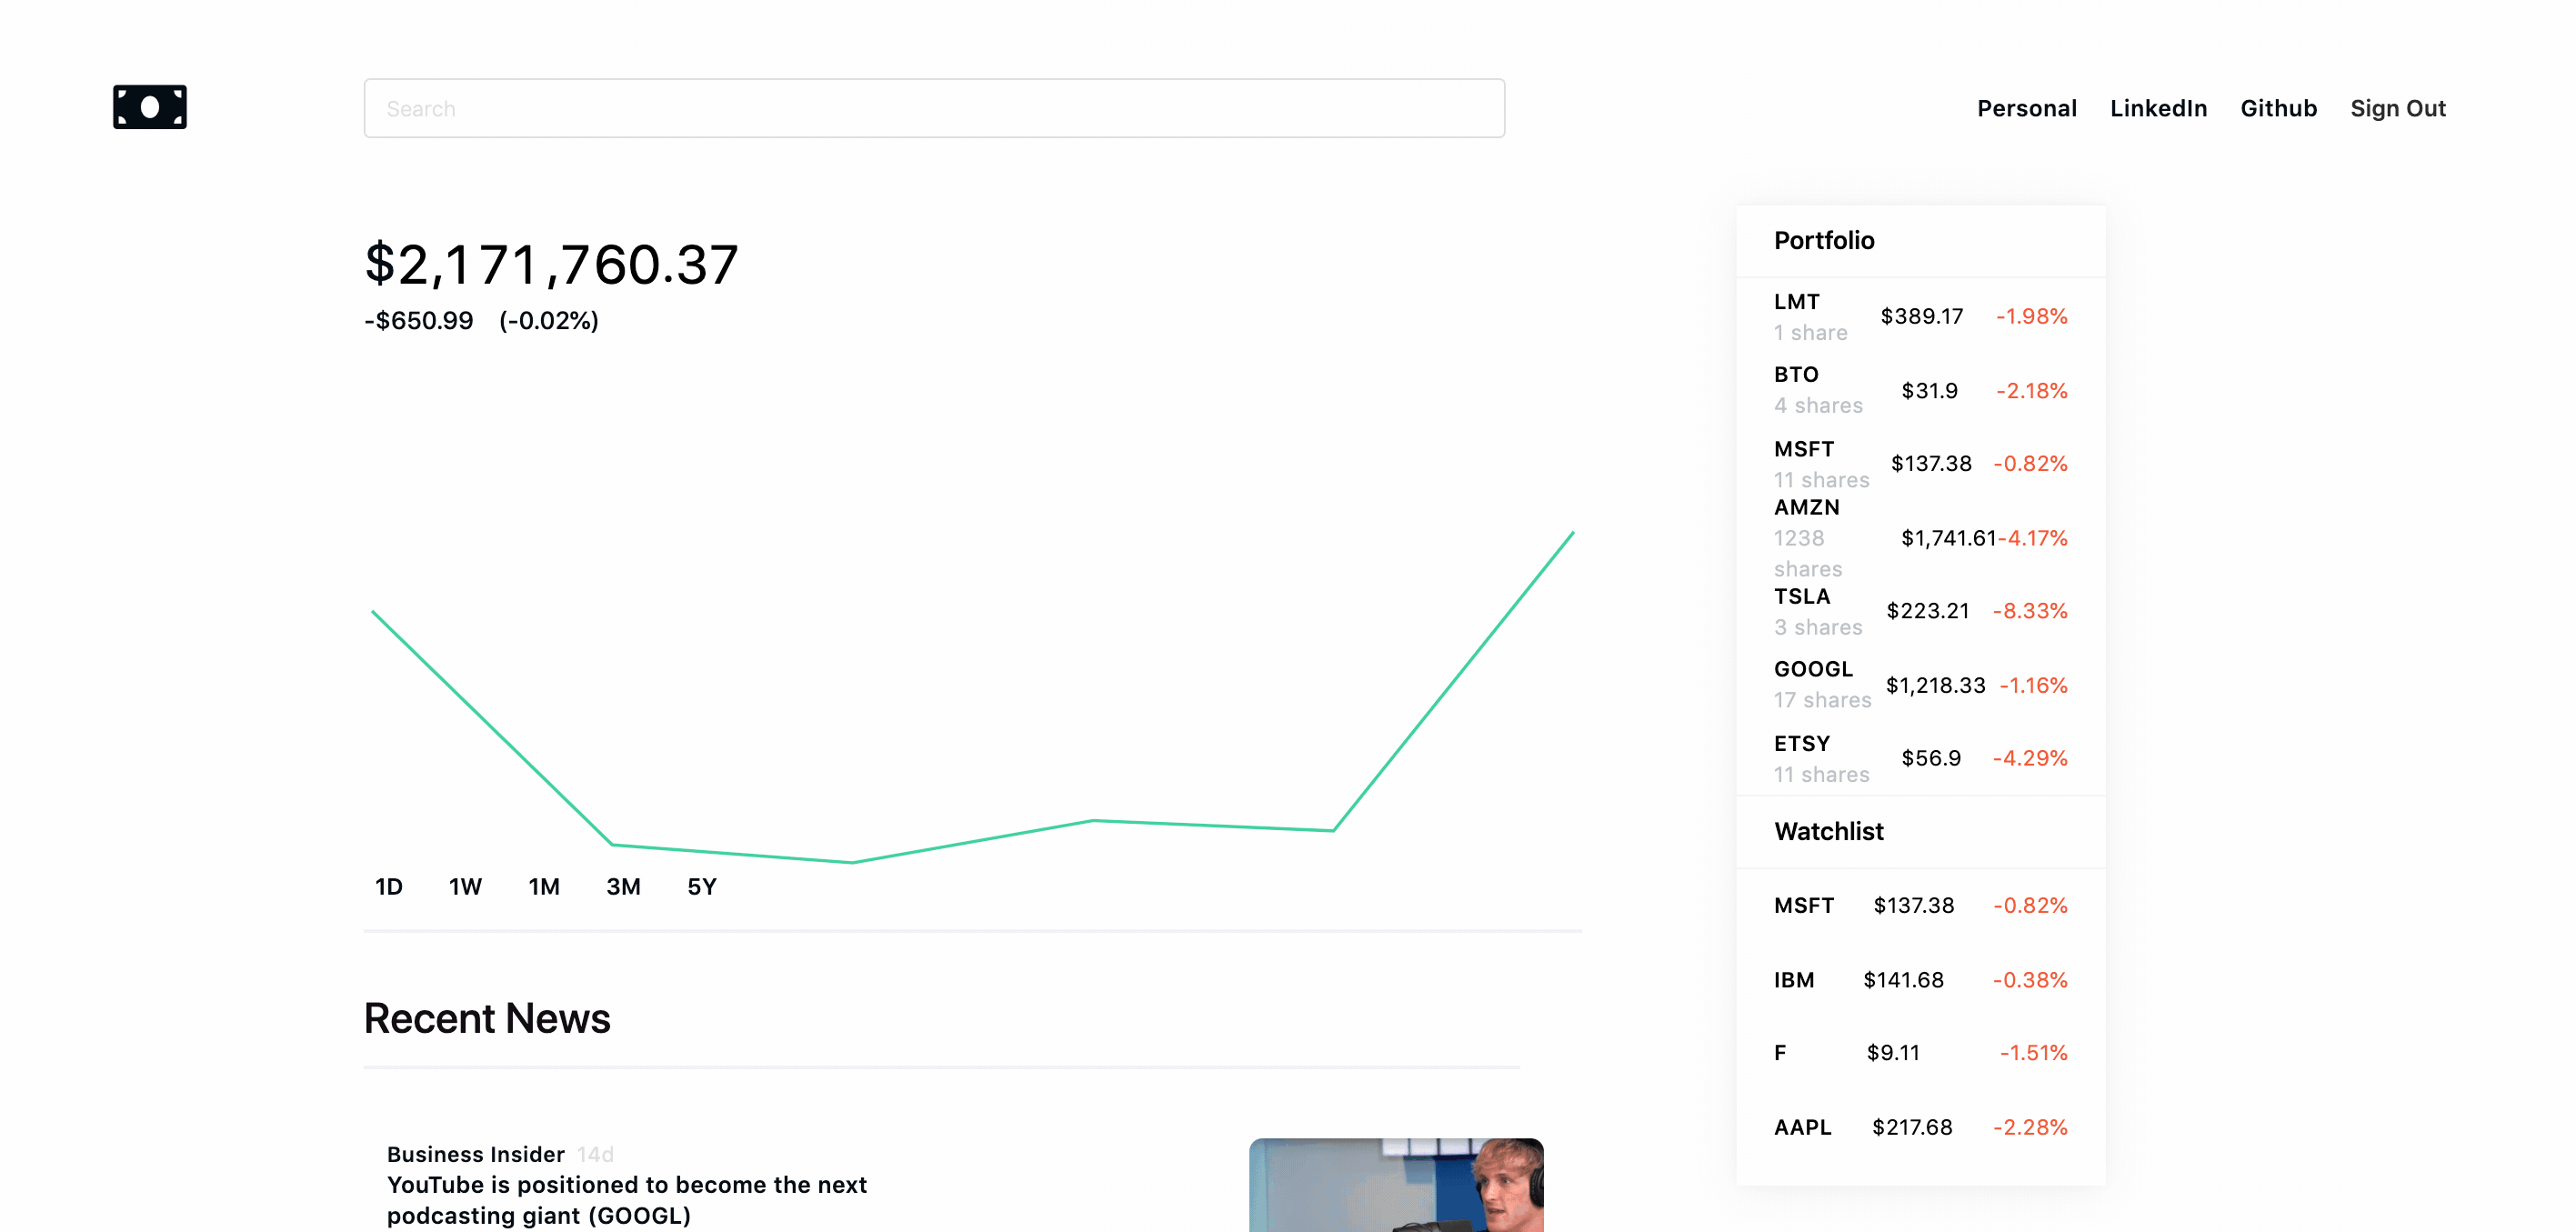 Search
Personal LinkedIn Github Sign Out
$2,171,760.37
-$650.99 (-0.02%)
1D 1W 1M 3M 5Y
Recent News
Business Insider 14d
YouTube is positioned to become the next
podcasting giant (GOOGL)
Portfolio
LMT $389.17 -1.98%
1 share
BTO $31.9 -2.18%
4 shares
MSFT $137.38 -0.82%
11 shares
AMZN
1238 $1,741.61 -4.17%
shares
TSLA $223.21 -8.33%
3 shares
GOOGL $1,218.33 -1.16%
17 shares
ETSY $56.9 -4.29%
11 shares
Watchlist
MSFT $137.38 -0.82%
IBM $141.68 -0.38%
F $9.11 -1.51%
AAPL $217.68 -2.28%